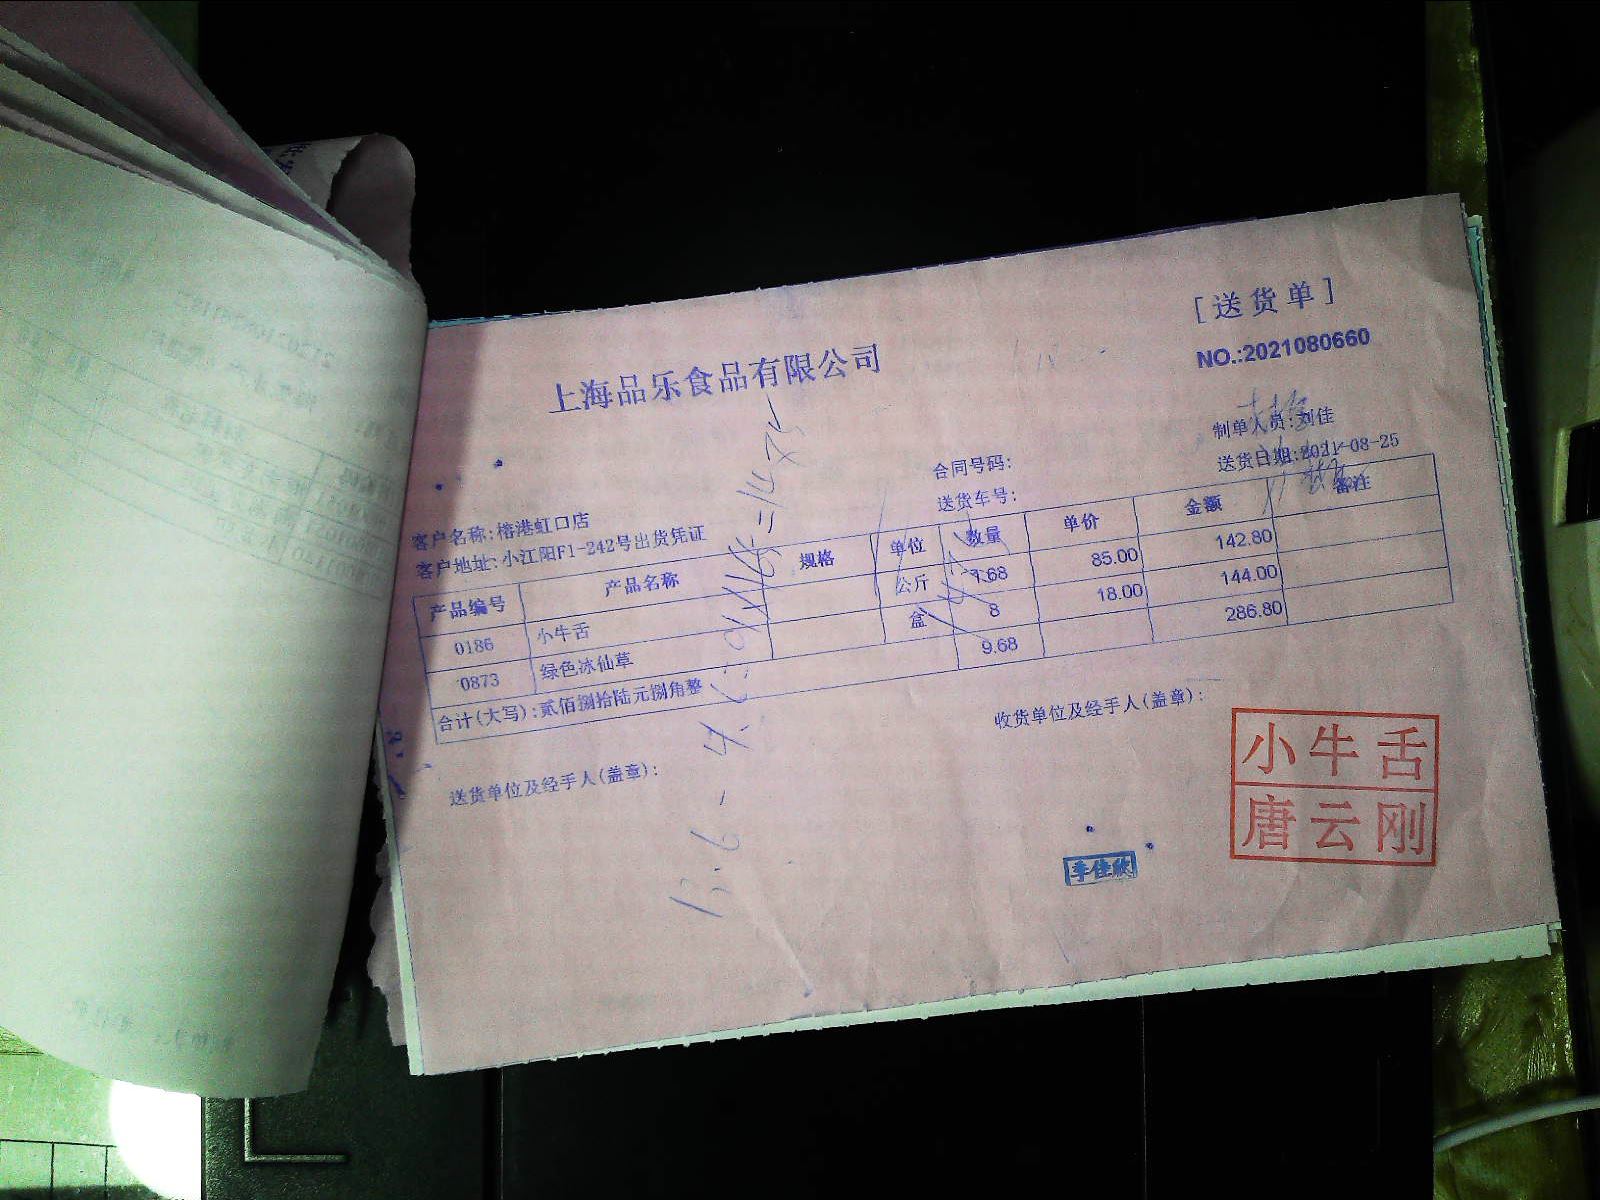 [送货单]
上海品乐食品有限公司
NO.:2021080660
制单人员:刘佳
合同号码:
送货日期:2021-08-25
客户名称:榕港虹口店
送货车号:
客户地址:小江阳F1-242号出货凭证
产品编号 产品名称 规格 单位 数量 单价 金额 备注
0186 小牛舌 公斤 1.68 85.00 142.80
0873 绿色冰仙草 盒 8 18.00 144.00
合计(大写):贰佰捌拾陆元捌角整 9.68 286.80
送货单位及经手人(盖章):
收货单位及经手人(盖章):
小牛舌
唐云刚
李佳欣